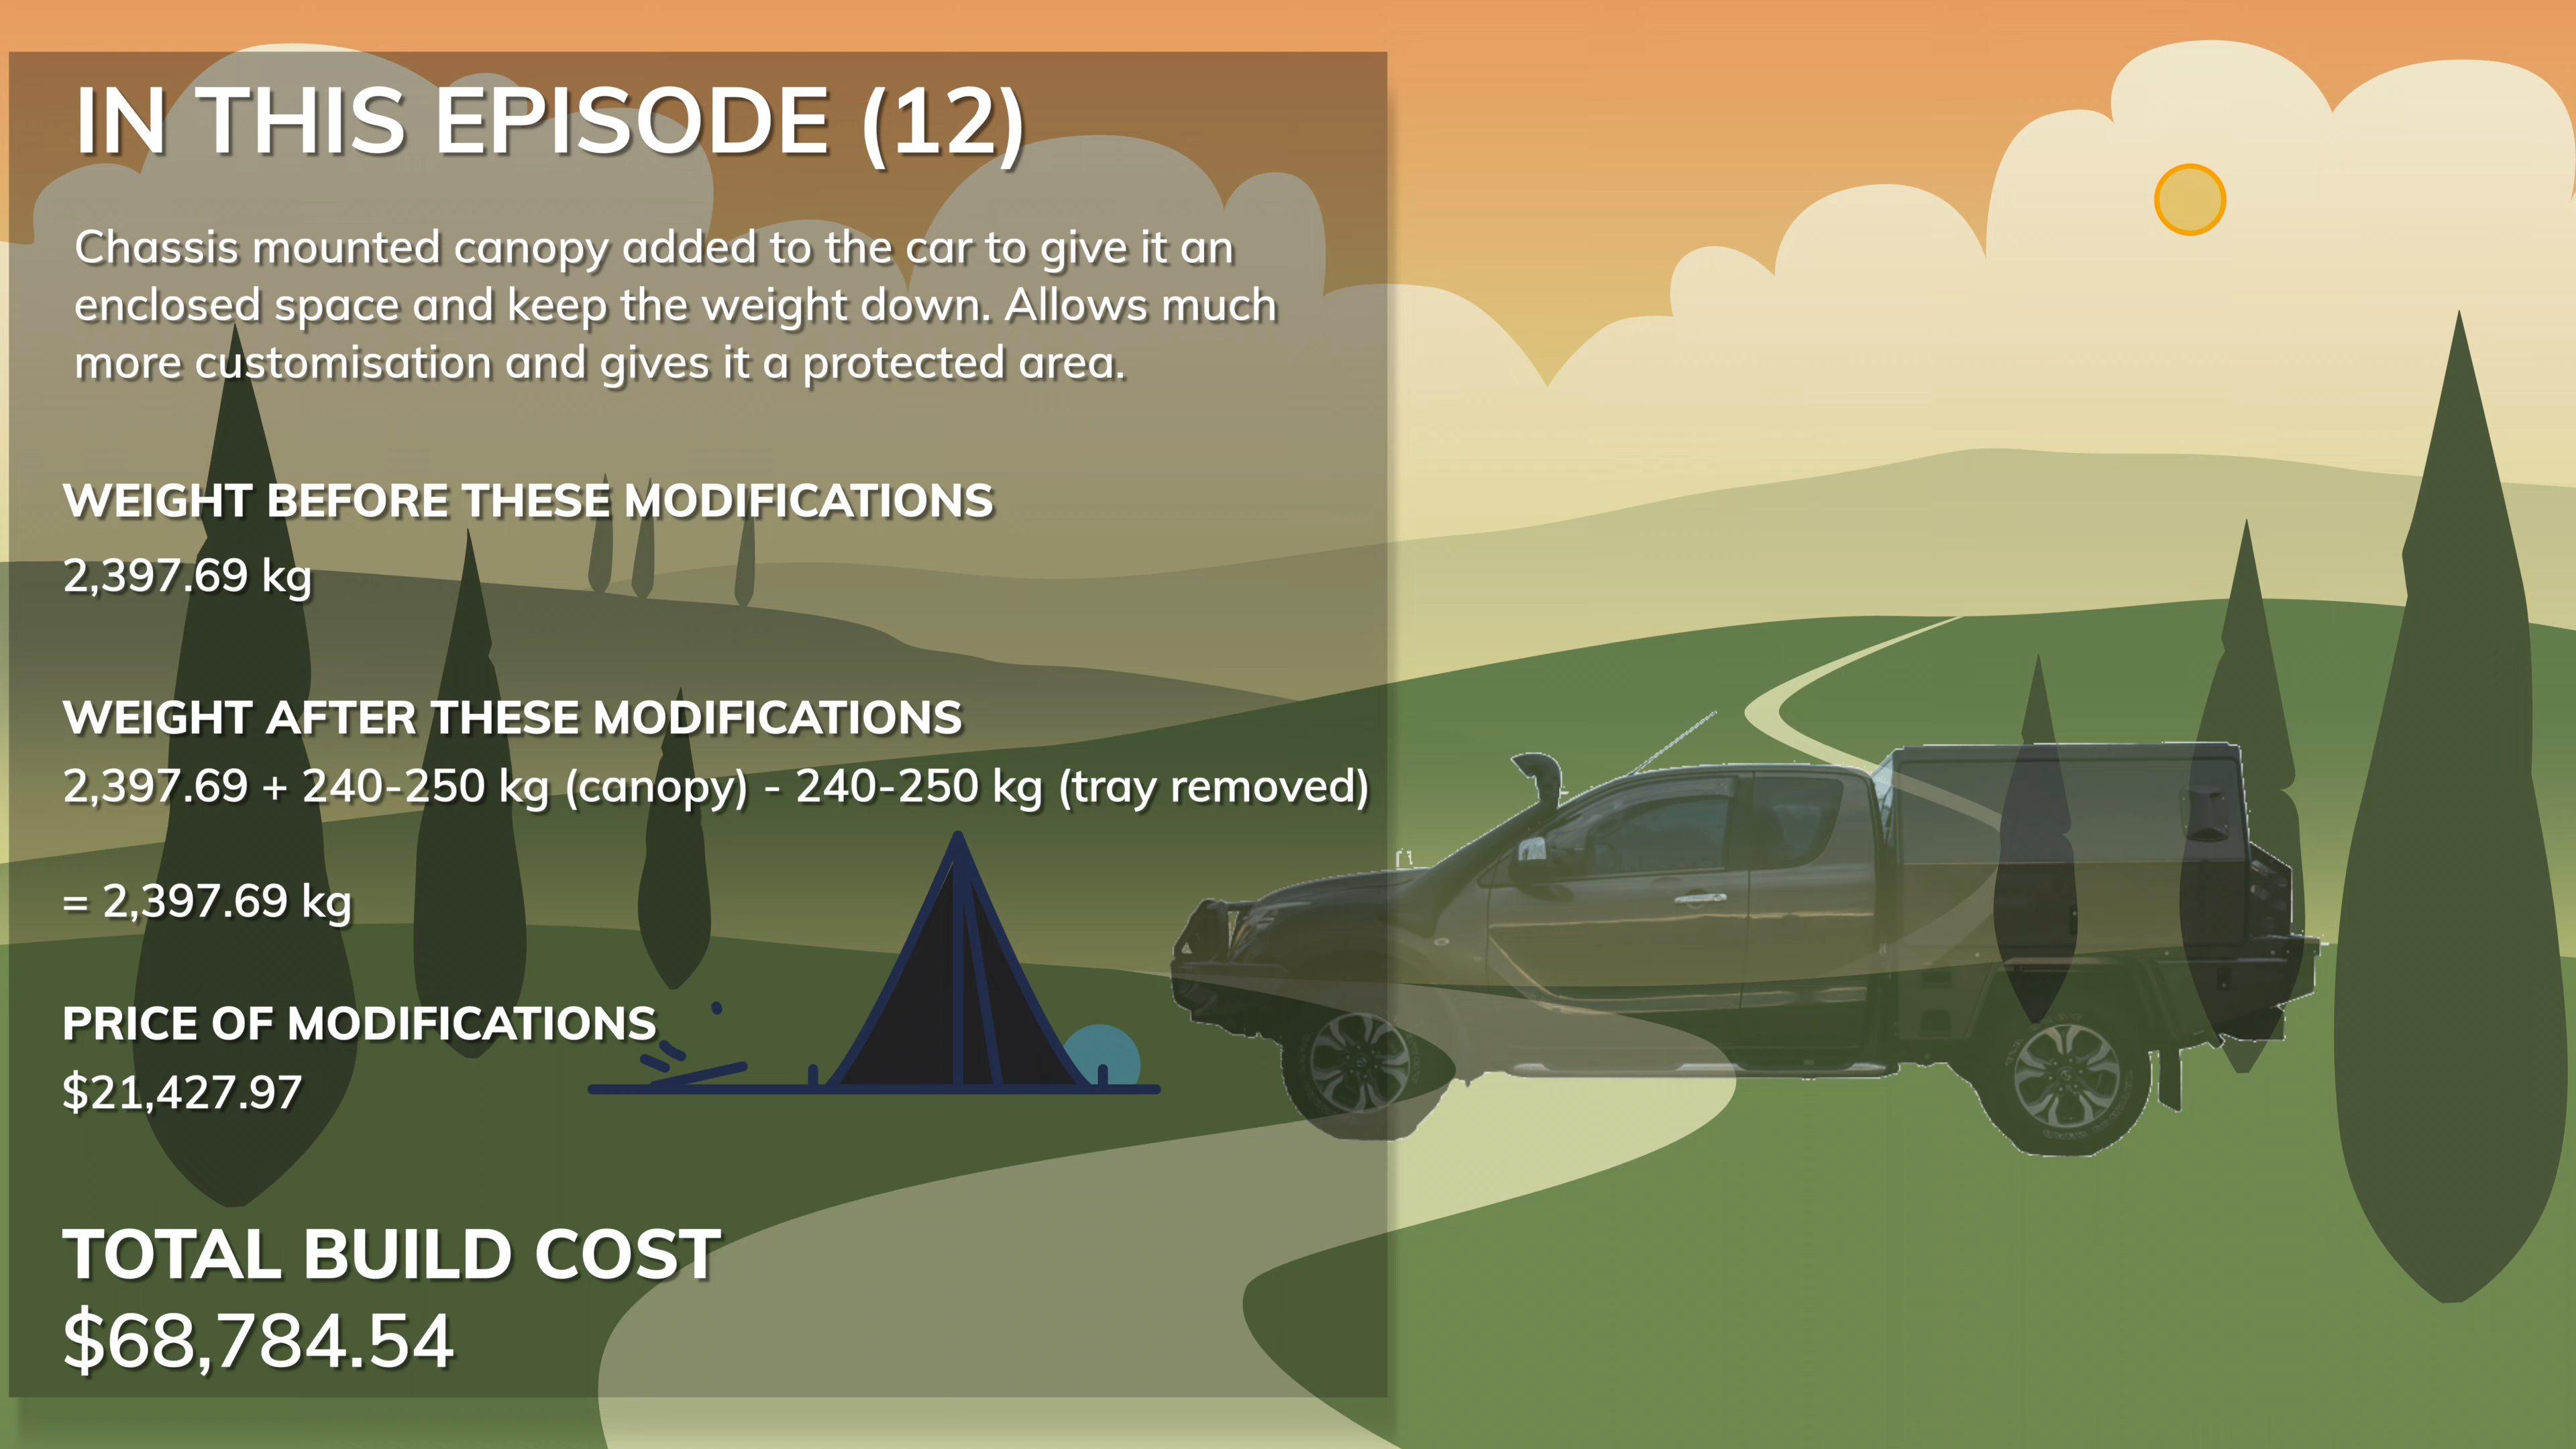 IN THIS EPISODE (12)
Chassis mounted canopy added to the car to give it an
enclosed space and keep the weight down. Allows much
more customisation and gives it a protected area.
WEIGHT BEFORE THESE MODIFICATIONS
2,397.69 kg
WEIGHT AFTER THESE MODIFICATIONS
2,397.69 + 240-250 kg (canopy) - 240-250 kg (tray removed)
= 2,397.69 kg
PRICE OF MODIFICATIONS
$21,427.97
TOTAL BUILD COST
$68,784.54